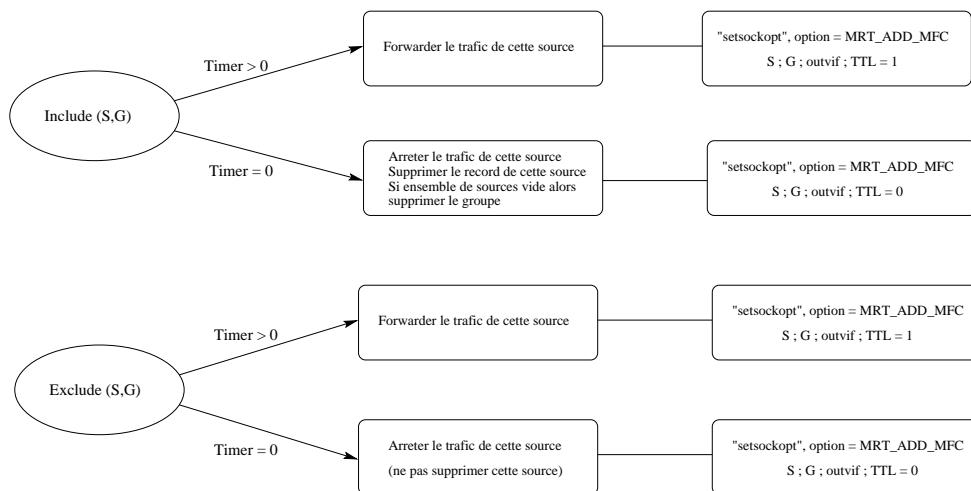 Forwarder le trafic de cette source
"setsockopt", option = MRT_ADD_MFC
S ; G ; outvif ; TTL = 1
Timer > 0
Include (S,G)
Timer = 0
Arreter le trafic de cette source
Supprimer le record de cette source
Si ensemble de sources vide alors
supprimer le groupe
"setsockopt", option = MRT_ADD_MFC
S ; G ; outvif ; TTL = 0
Forwarder le trafic de cette source
"setsockopt", option = MRT_ADD_MFC
S ; G ; outvif ; TTL = 1
Timer > 0
Exclude (S,G)
Timer = 0
Arreter le trafic de cette source
(ne pas supprimer cette source)
"setsockopt", option = MRT_ADD_MFC
S ; G ; outvif ; TTL = 0